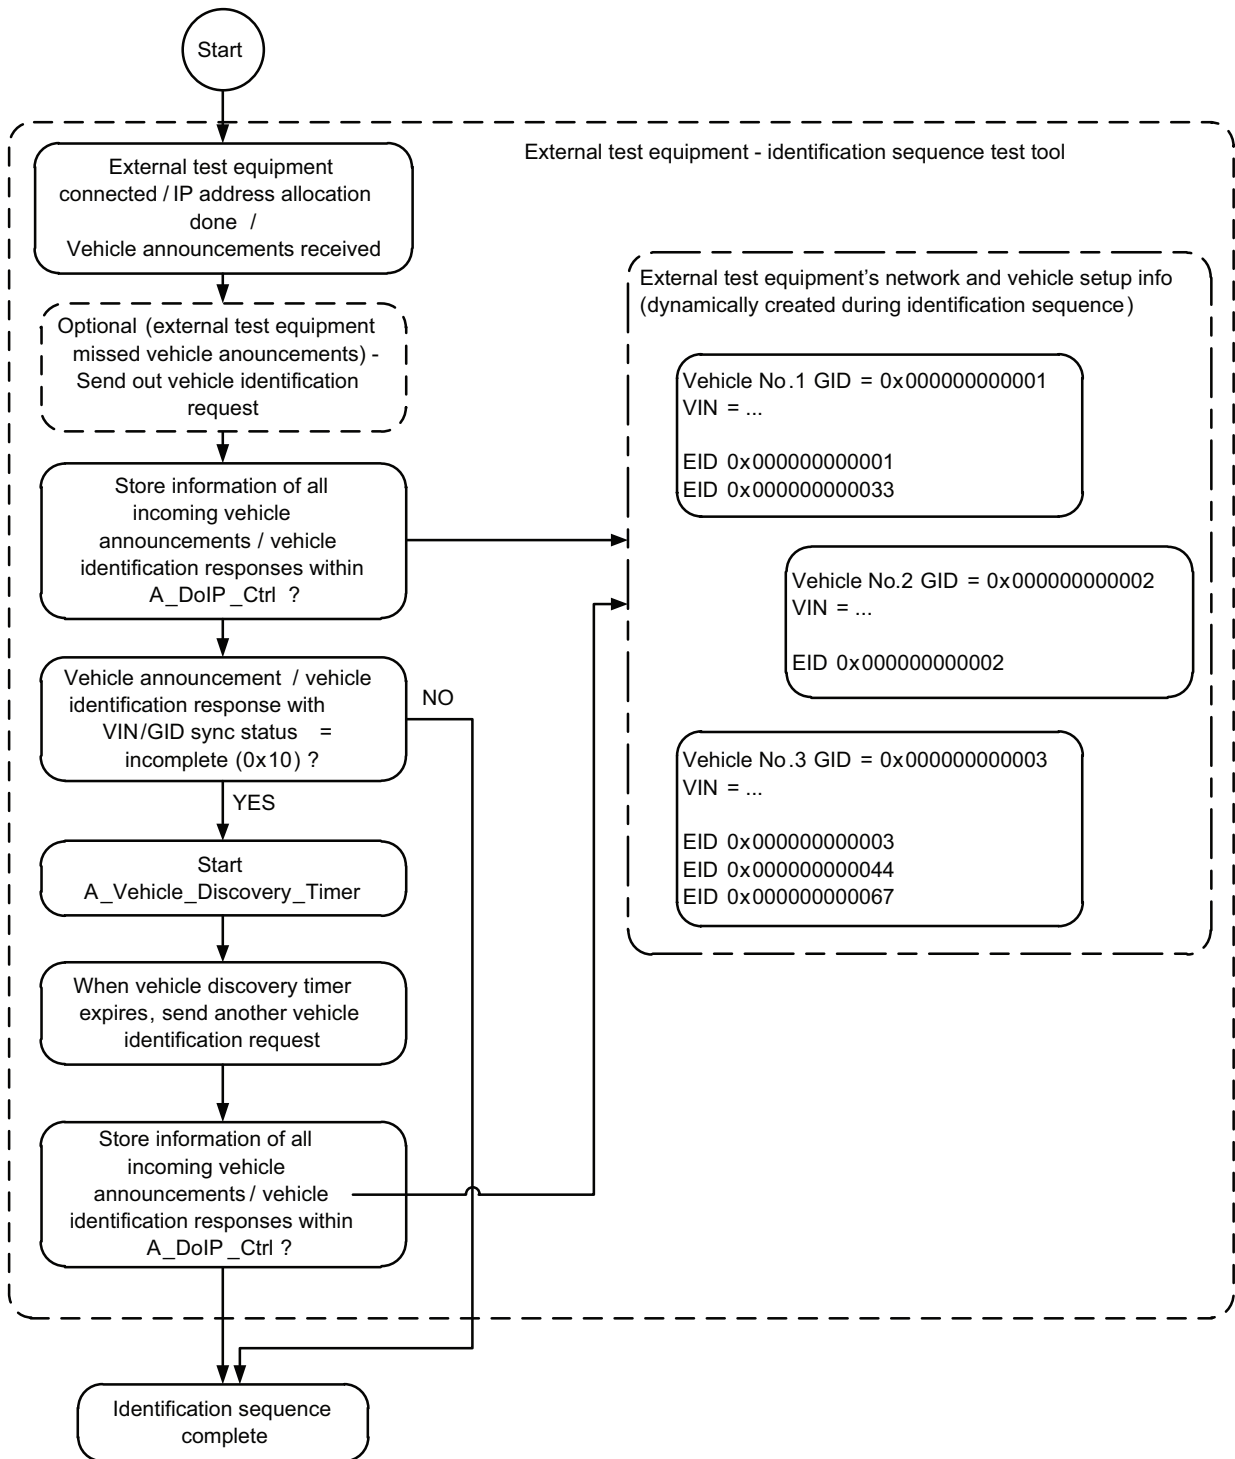 Start
External test equipment - identification sequence test tool
External test equipment
connected / IP address allocation
done /
Vehicle announcements received
Optional (external test equipment
missed vehicle anouncements) -
Send out vehicle identification
request
Store information of all
incoming vehicle
announcements / vehicle
identification responses within
A_DoIP_Ctrl ?
Vehicle announcement / vehicle
identification response with
VIN/GID sync status =
incomplete (0x10) ?
NO
YES
Start
A_Vehicle_Discovery_Timer
When vehicle discovery timer
expires, send another vehicle
identification request
Store information of all
incoming vehicle
announcements / vehicle
identification responses within
A_DoIP_Ctrl ?
Identification sequence
complete
External test equipment's network and vehicle setup info
(dynamically created during identification sequence)
Vehicle No.1 GID = 0x000000000001
VIN = ...
EID 0x000000000001
EID 0x000000000033
Vehicle No.2 GID = 0x000000000002
VIN = ...
EID 0x000000000002
Vehicle No.3 GID = 0x000000000003
VIN = ...
EID 0x000000000003
EID 0x000000000044
EID 0x000000000067